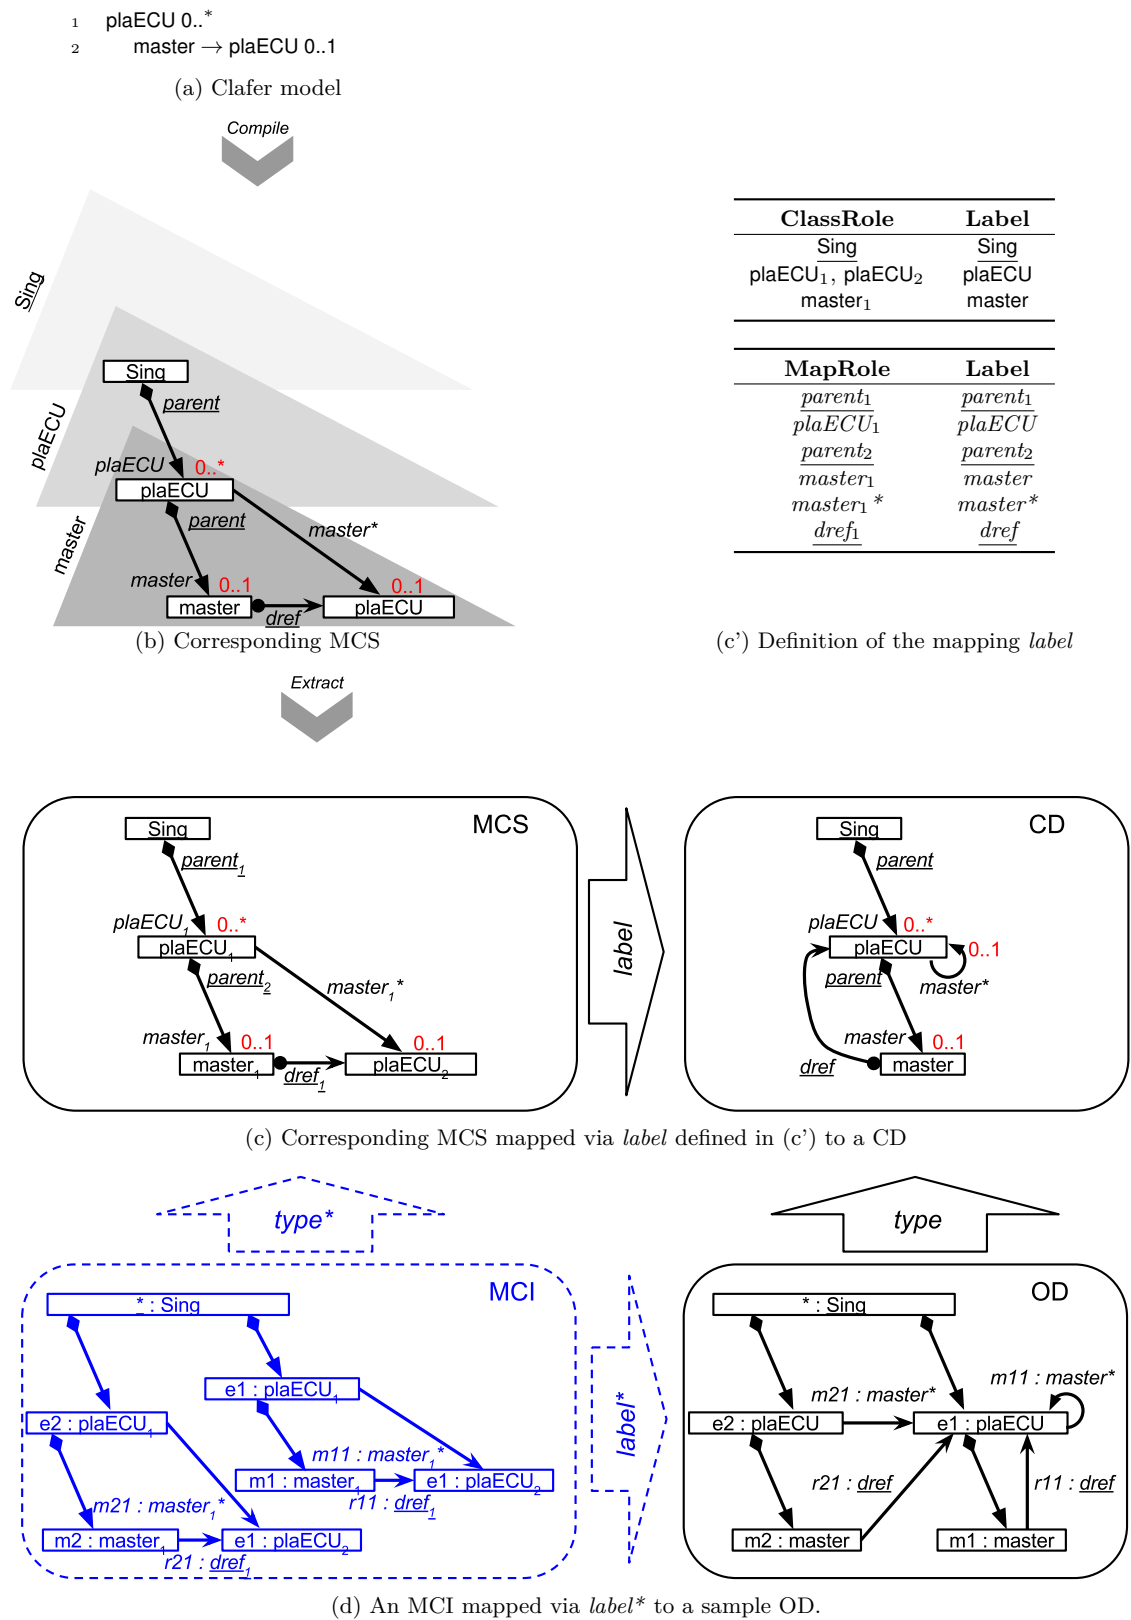 1 plaECU 0..*
2 master → plaECU 0..1
(a) Clafer model
Compile
Sing
plaECU
master
Sing
parent
plaECU 0..*
plaECU
parent
master*
master 0..1
0..1
master
dref
plaECU
(b) Corresponding MCS
ClassRole Label
Sing Sing
plaECU₁, plaECU₂ plaECU
master₁ master
MapRole Label
parent₁ parent₁
plaECU₁ plaECU
parent₂ parent₂
master₁ master
master₁* master*
dref₁ dref
(c') Definition of the mapping label
Extract
MCS
Sing
parent₁
plaECU₁ 0..*
plaECU₁
parent₂
master₁*
master₁ 0..1
0..1
master₁
dref₁
plaECU₂
label
CD
Sing
parent
plaECU 0..*
plaECU
0..1
parent
master*
master 0..1
dref
master
(c) Corresponding MCS mapped via label defined in (c') to a CD
type*
type
MCI
* : Sing
e1 : plaECU₁
e2 : plaECU₁
m11 : master₁*
m1 : master₁
e1 : plaECU₂
r11 : dref₁
m21 : master₁*
m2 : master₁
e1 : plaECU₂
r21 : dref₁
label*
OD
* : Sing
m11 : master*
m21 : master*
e2 : plaECU
e1 : plaECU
r21 : dref
r11 : dref
m2 : master
m1 : master
(d) An MCI mapped via label* to a sample OD.